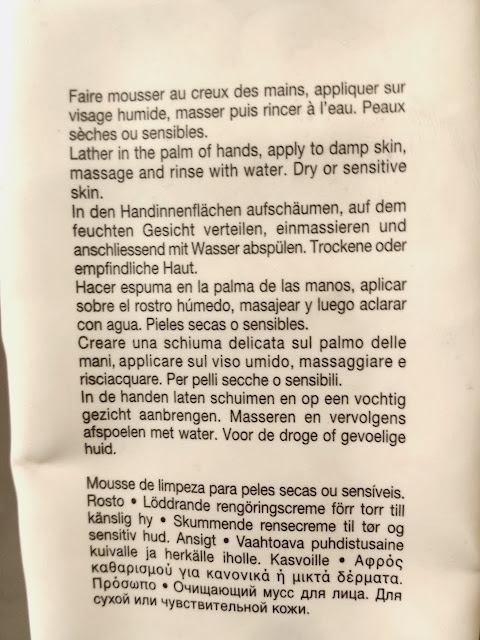 Faire mousser au creux des mains, appliquer sur
visage humide, masser puis rincer à l'eau. Peaux
sèches ou sensibles.
Lather in the palm of hands, apply to damp skin,
massage and rinse with water. Dry or sensitive
skin.
In den Handinnenflächen aufschäumen, auf dem
feuchten Gesicht verteilen, einmassieren und
anschliessend mit Wasser abspülen. Trockene oder
empfindliche Haut.
Hacer espuma en la palma de las manos, aplicar
sobre el rostro húmedo, masajear y luego aclarar
con agua. Pieles secas o sensibles.
Creare una schiuma delicata sul palmo delle
mani, applicare sul viso umido, massaggiare e
risciacquare. Per pelli secche o sensibili.
In de handen laten schuimen en op een vochtig
gezicht aanbrengen. Masseren en vervolgens
afspoelen met water. Voor de droge of gevoelige
huid.
Mousse de limpeza para peles secas ou sensíveis.
Rosto • Löddrande rengöringscreme förr torr till
känslig hy • Skummende rensecreme til tør og
sensitiv hud. Ansigt • Vaahtoava puhdistusaine
kuivalle ja herkälle iholle. Kasvoille • Αφρός
καθαρισμού για κανονικά ή μικτά δέρματα.
Πρόσωπο • Очищающий мусс для лица. Для
сухой или чувствительной кожи.